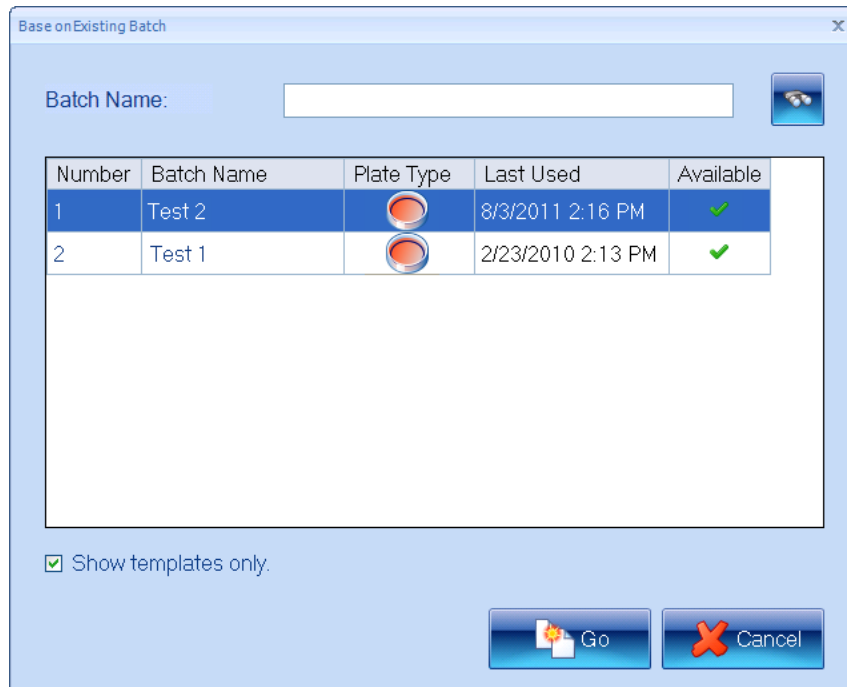 Base on Existing Batch
Batch Name:
Number Batch Name Plate Type Last Used Available
1 Test 2 8/3/2011 2:16 PM
2 Test 1 2/23/2010 2:13 PM
Show templates only.
Go Cancel